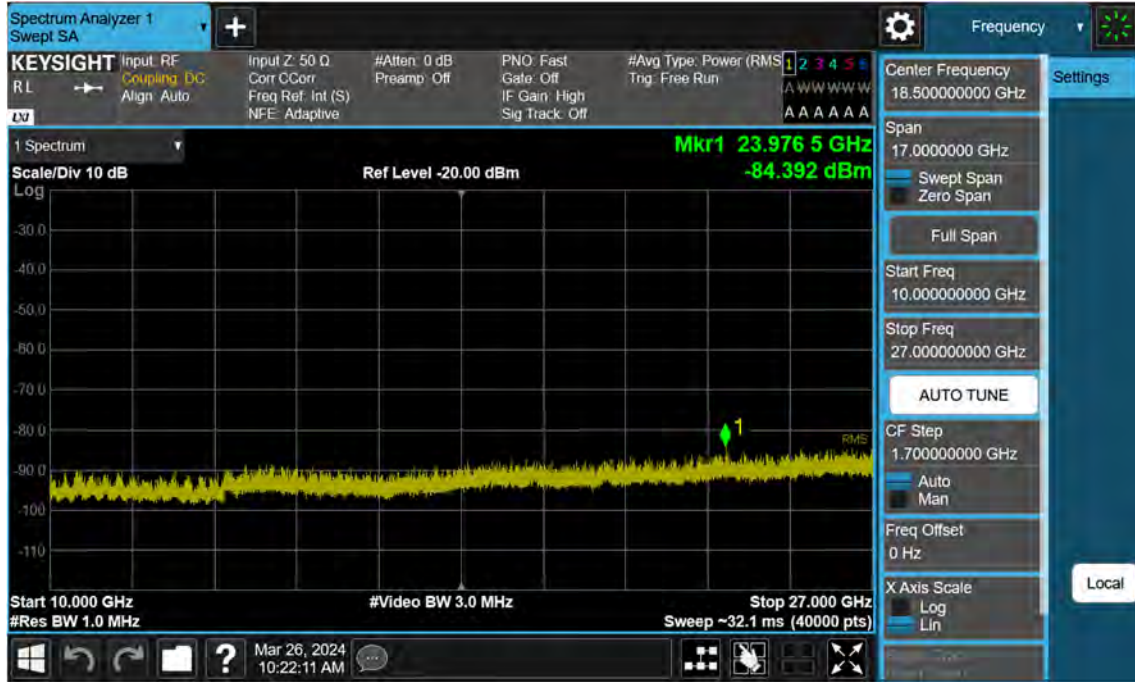 Spectrum Analyzer 1
Swept SA
Frequency
KEYSIGHT
RL
LXI
Input: RF
Coupling: DC
Align: Auto
Input Z: 50 Ω
Corr CCorr
Freq Ref: Int (S)
NFE: Adaptive
#Atten: 0 dB
Preamp: Off
PNO: Fast
Gate: Off
IF Gain: High
Sig Track: Off
#Avg Type: Power (RMS
Trig: Free Run
1 2 3 4 5 6
A W W W W W
A A A A A A
1 Spectrum
Mkr1 23.976 5 GHz
Scale/Div 10 dB
Ref Level -20.00 dBm
-84.392 dBm
Log
-30.0
-40.0
-50.0
-60.0
-70.0
-80.0
-90.0
-100
-110
1
RMS
Start 10.000 GHz
#Video BW 3.0 MHz
Stop 27.000 GHz
#Res BW 1.0 MHz
Sweep ~32.1 ms (40000 pts)
Center Frequency
18.500000000 GHz
Span
17.0000000 GHz
Swept Span
Zero Span
Full Span
Start Freq
10.000000000 GHz
Stop Freq
27.000000000 GHz
AUTO TUNE
CF Step
1.700000000 GHz
Auto
Man
Freq Offset
0 Hz
X Axis Scale
Log
Lin
Settings
Local
?
Mar 26, 2024
10:22:11 AM